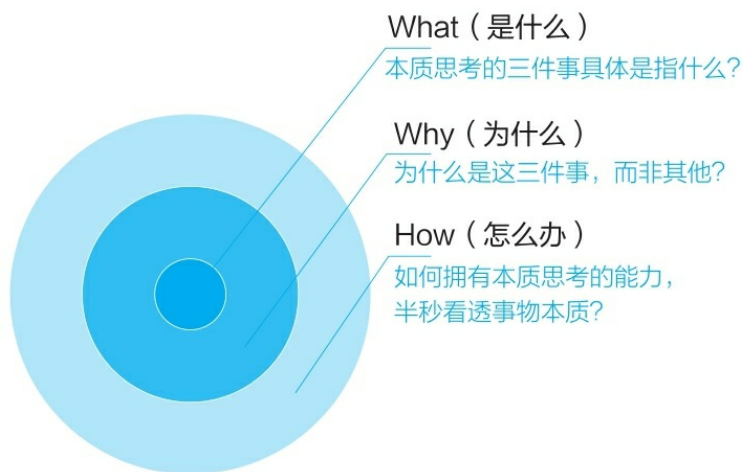 What（是什么）
本质思考的三件事具体是指什么？
Why（为什么）
为什么是这三件事，而非其他？
How（怎么办）
如何拥有本质思考的能力，
半秒看透事物本质？